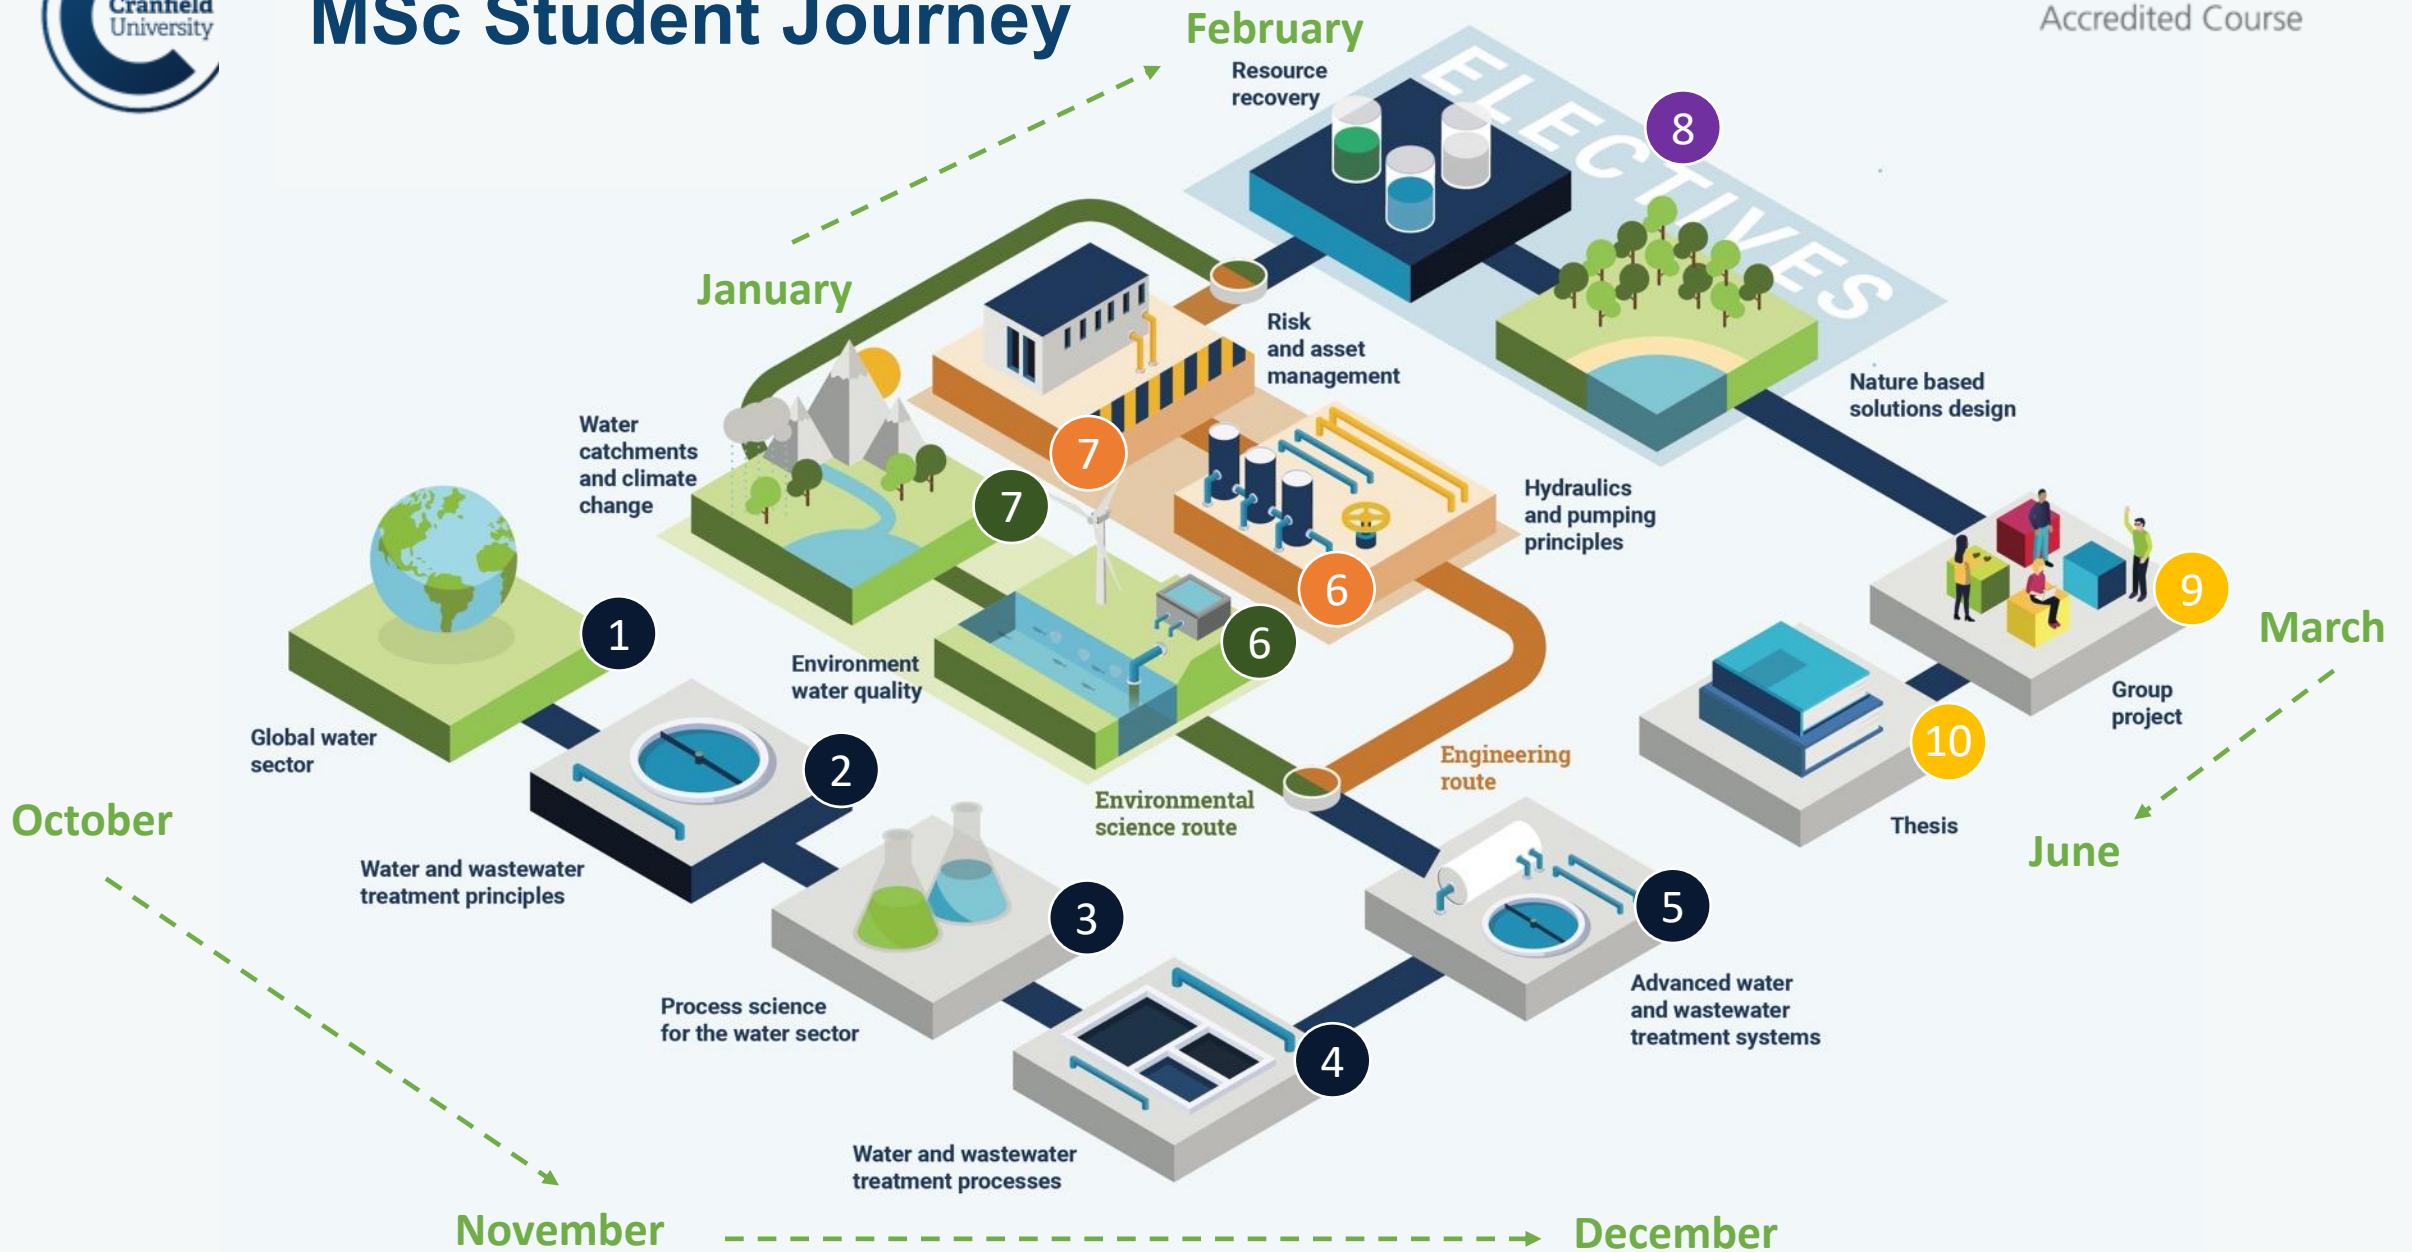 Cranfield
University
MSc Student Journey
Accredited Course
February
Resource
recovery
ELECTIVES
8
January
Risk
and asset
management
Nature based
solutions design
Water
catchments
and climate
change
7
7
Hydraulics
and pumping
principles
6
6
9
March
1
Environment
water quality
Group
project
Global water
sector
2
10
Engineering
route
Environmental
science route
Thesis
June
October
Water and wastewater
treatment principles
3
5
Process science
for the water sector
Advanced water
and wastewater
treatment systems
4
Water and wastewater
treatment processes
November
December